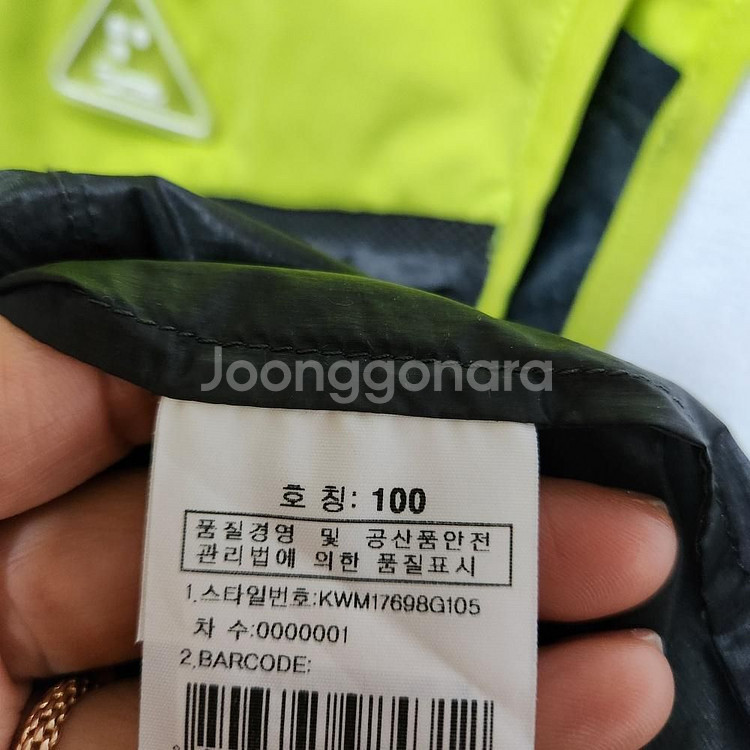 Joonggonara
호 칭: 100
품질경영 및 공산품안전
관리법에 의한 품질표시
1.스타일번호:KWM17698G105
차 수:0000001
2.BARCODE: